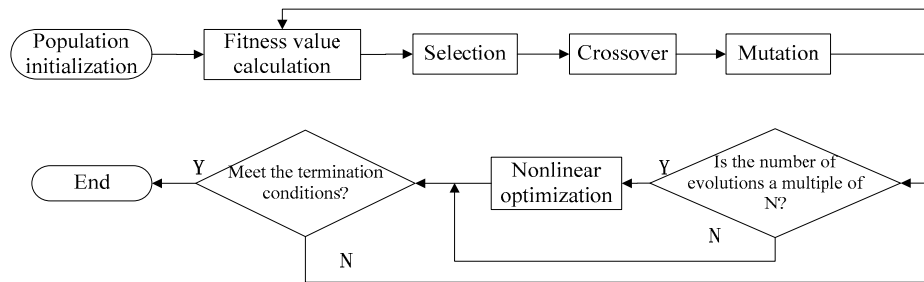 Population
initialization
Fitness value
calculation
Selection
Crossover
Mutation
End
Y
Meet the termination
conditions?
N
Nonlinear
optimization
Y
Is the number of
evolutions a multiple of
N?
N